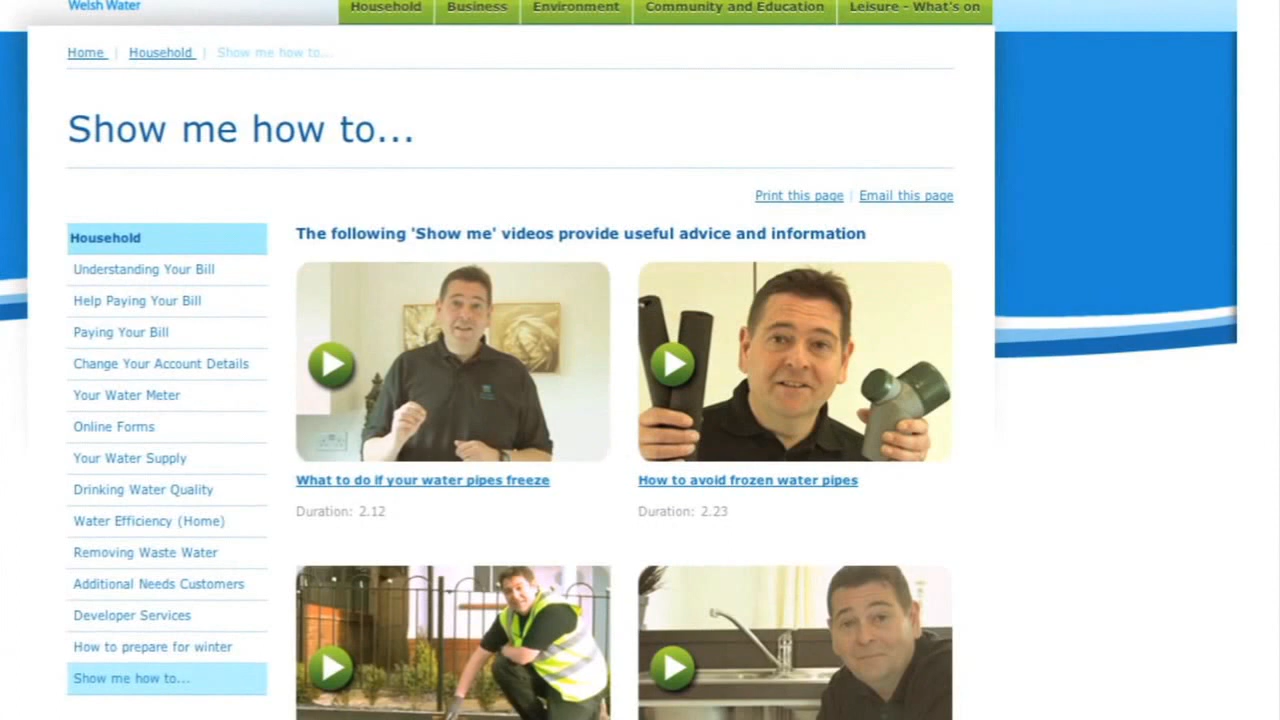 Welsh Water
Household Business Environment Community and Education Leisure - What's on
Home | Household | Show me how to...
Show me how to...
Print this page | Email this page
Household
Understanding Your Bill
Help Paying Your Bill
Paying Your Bill
Change Your Account Details
Your Water Meter
Online Forms
Your Water Supply
Drinking Water Quality
Water Efficiency (Home)
Removing Waste Water
Additional Needs Customers
Developer Services
How to prepare for winter
Show me how to...
The following 'Show me' videos provide useful advice and information
What to do if your water pipes freeze
Duration: 2.12
How to avoid frozen water pipes
Duration: 2.23